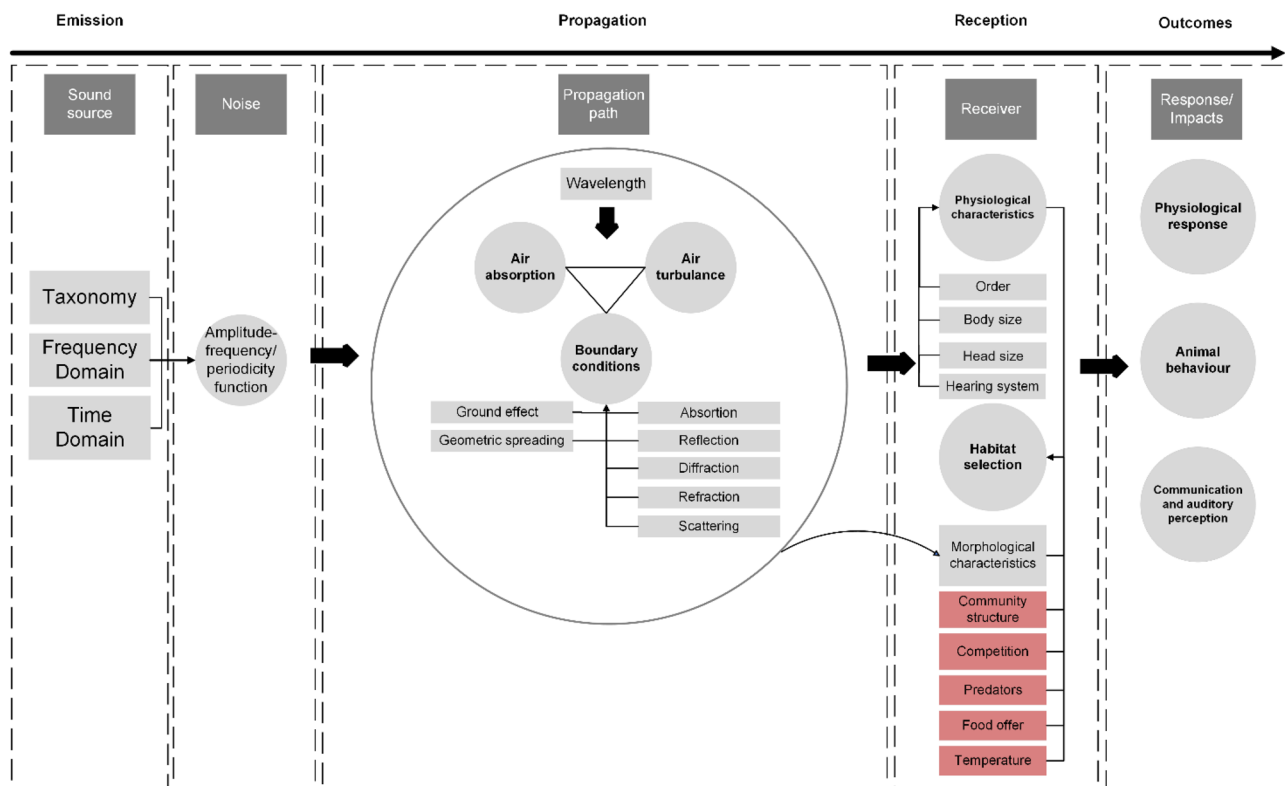 Emission
Propagation
Reception
Outcomes
Sound
source
Noise
Propagation
path
Receiver
Response/
Impacts
Taxonomy
Frequency
Domain
Time
Domain
Amplitude-
frequency/
periodicity
function
Wavelength
Air
absorption
Air
turbulance
Boundary
conditions
Ground effect
Geometric spreading
Absortion
Reflection
Diffraction
Refraction
Scattering
Physiological
characteristics
Order
Body size
Head size
Hearing system
Habitat
selection
Morphological
characteristics
Community
structure
Competition
Predators
Food offer
Temperature
Physiological
response
Animal
behaviour
Communication
and auditory
perception